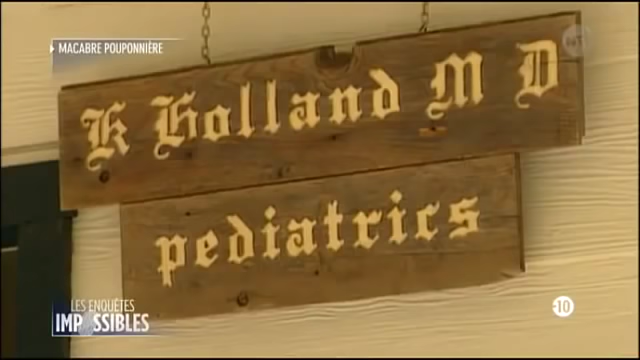 MACABRE POUPONNIÈRE
K Holland M D
pediatrics
LES ENQUÊTES
IMPOSSIBLES
-10